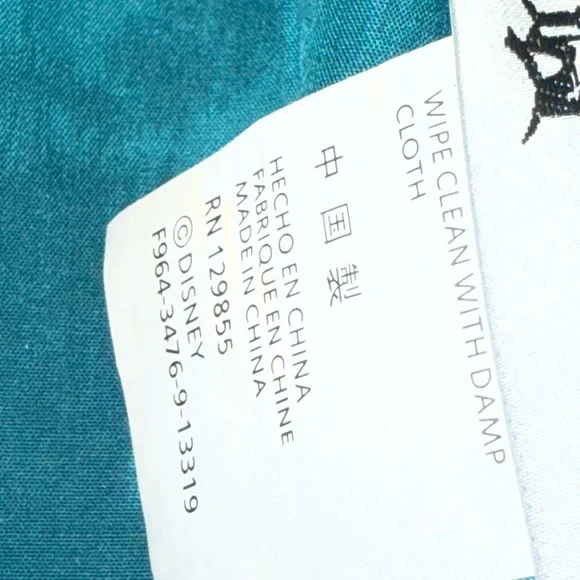 WIPE CLEAN WITH DAMP
CLOTH
中国製
HECHO EN CHINA
FABRIQUE EN CHINE
MADE IN CHINA
RN 129855
© DISNEY
F964-3476-9-13319